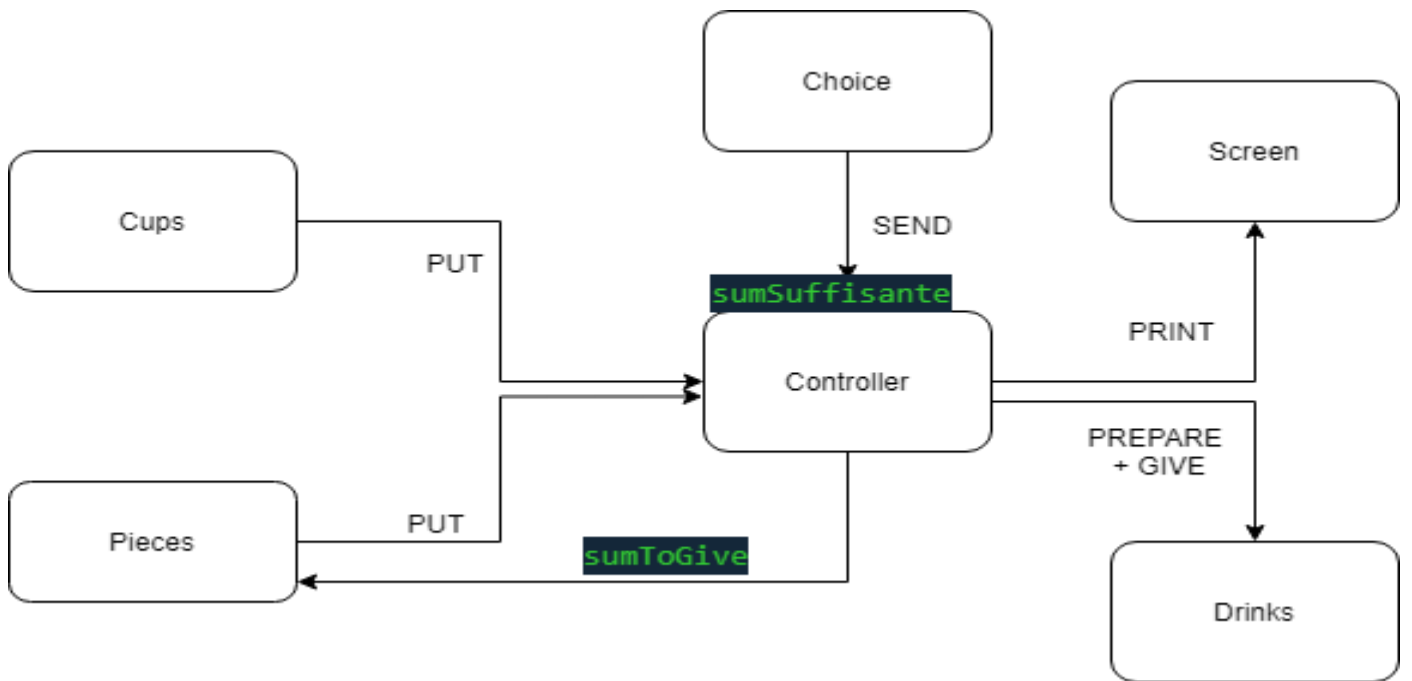 Choice
Screen
Cups
SEND
PUT
sumSuffisante
PRINT
Controller
PREPARE
+ GIVE
PUT
Pieces
sumToGive
Drinks